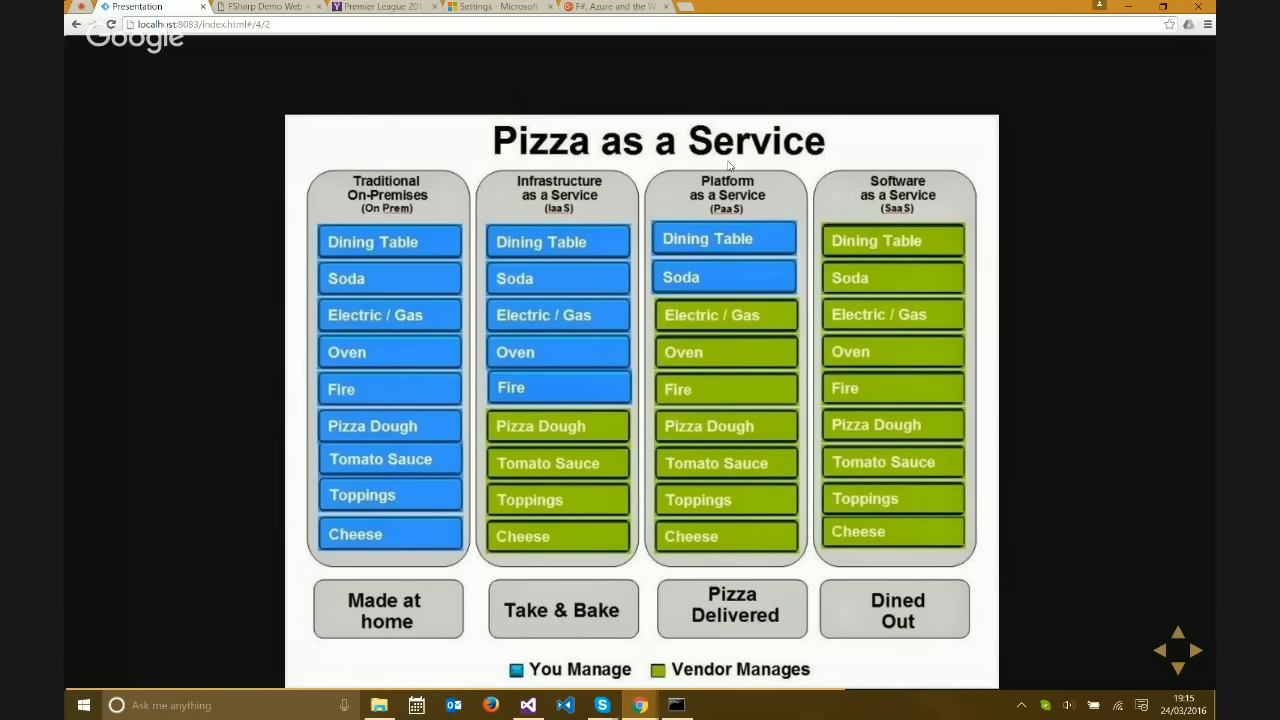 Presentation
FSharp Demo Web
Premier League 201
Settings - Microsoft
F#, Azure and the W
localhost:8083/index.html#/4/2
Google
Pizza as a Service
Traditional
On-Premises
(On Prem)
Dining Table
Soda
Electric / Gas
Oven
Fire
Pizza Dough
Tomato Sauce
Toppings
Cheese
Made at
home
Infrastructure
as a Service
(IaaS)
Dining Table
Soda
Electric / Gas
Oven
Fire
Pizza Dough
Tomato Sauce
Toppings
Cheese
Take & Bake
Platform
as a Service
(PaaS)
Dining Table
Soda
Electric / Gas
Oven
Fire
Pizza Dough
Tomato Sauce
Toppings
Cheese
Pizza
Delivered
Software
as a Service
(SaaS)
Dining Table
Soda
Electric / Gas
Oven
Fire
Pizza Dough
Tomato Sauce
Toppings
Cheese
Dined
Out
You Manage
Vendor Manages
Ask me anything
19:15
24/03/2016